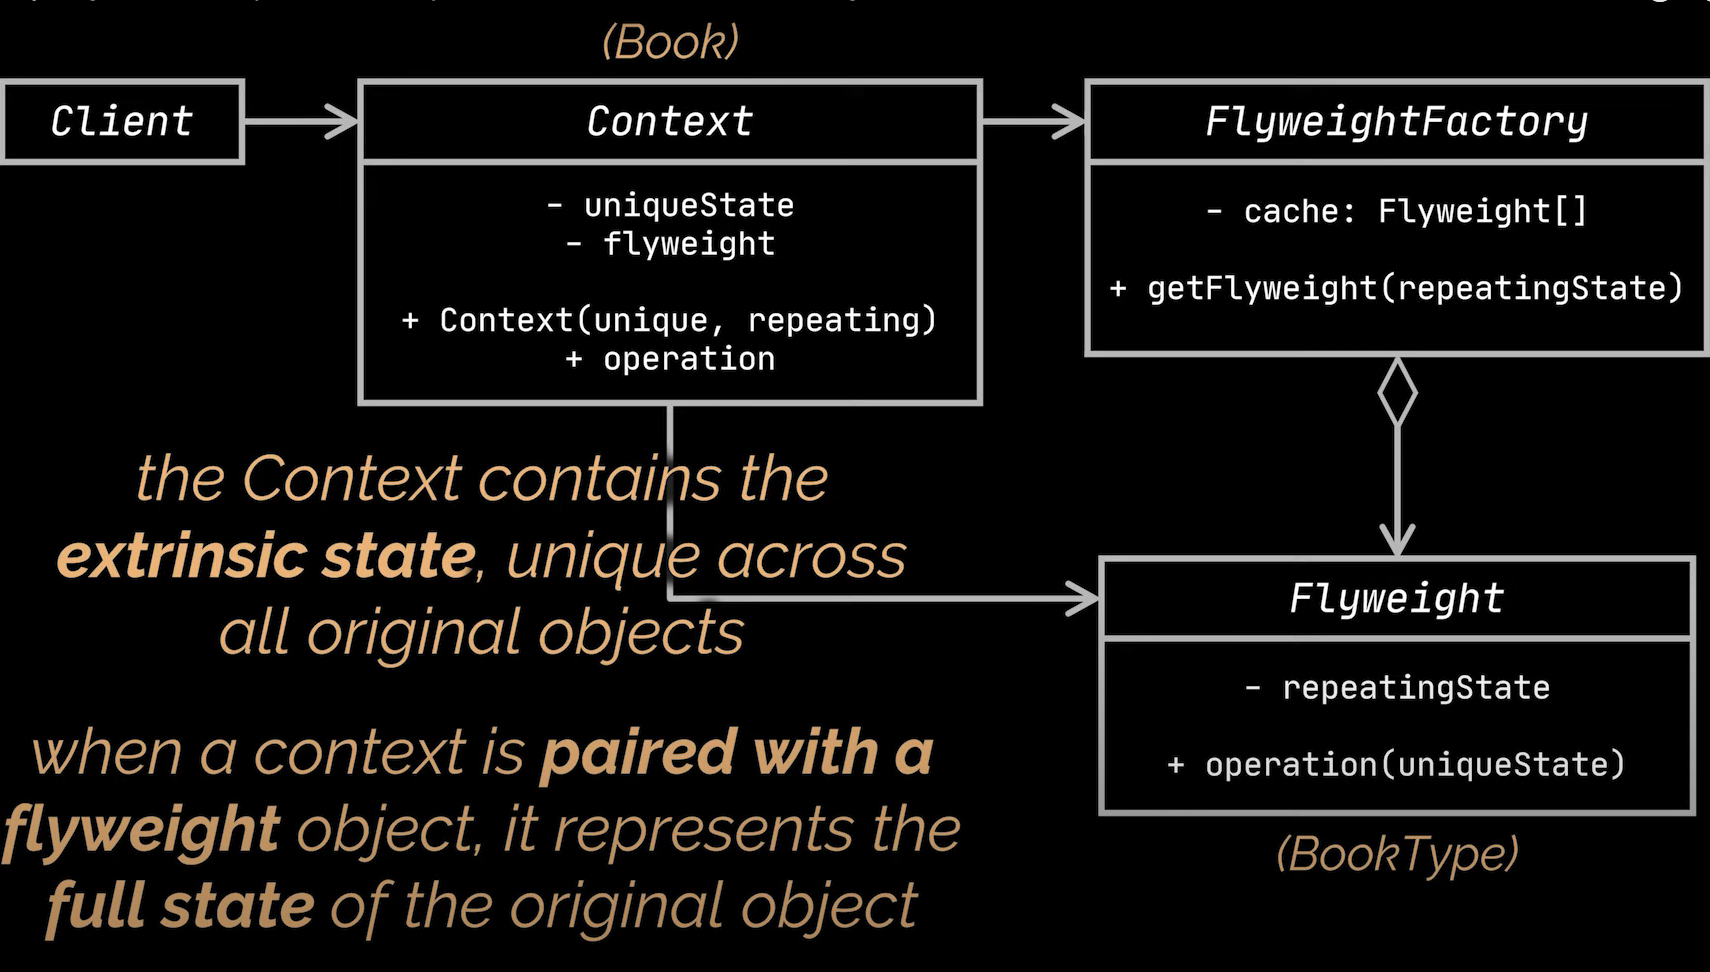 (Book)
Client
Context
- uniqueState
- flyweight
+ Context(unique, repeating)
+ operation
FlyweightFactory
- cache: Flyweight[]
+ getFlyweight(repeatingState)
the Context contains the
extrinsic state, unique across
all original objects
when a context is paired with a
flyweight object, it represents the
full state of the original object
Flyweight
- repeatingState
+ operation(uniqueState)
(BookType)